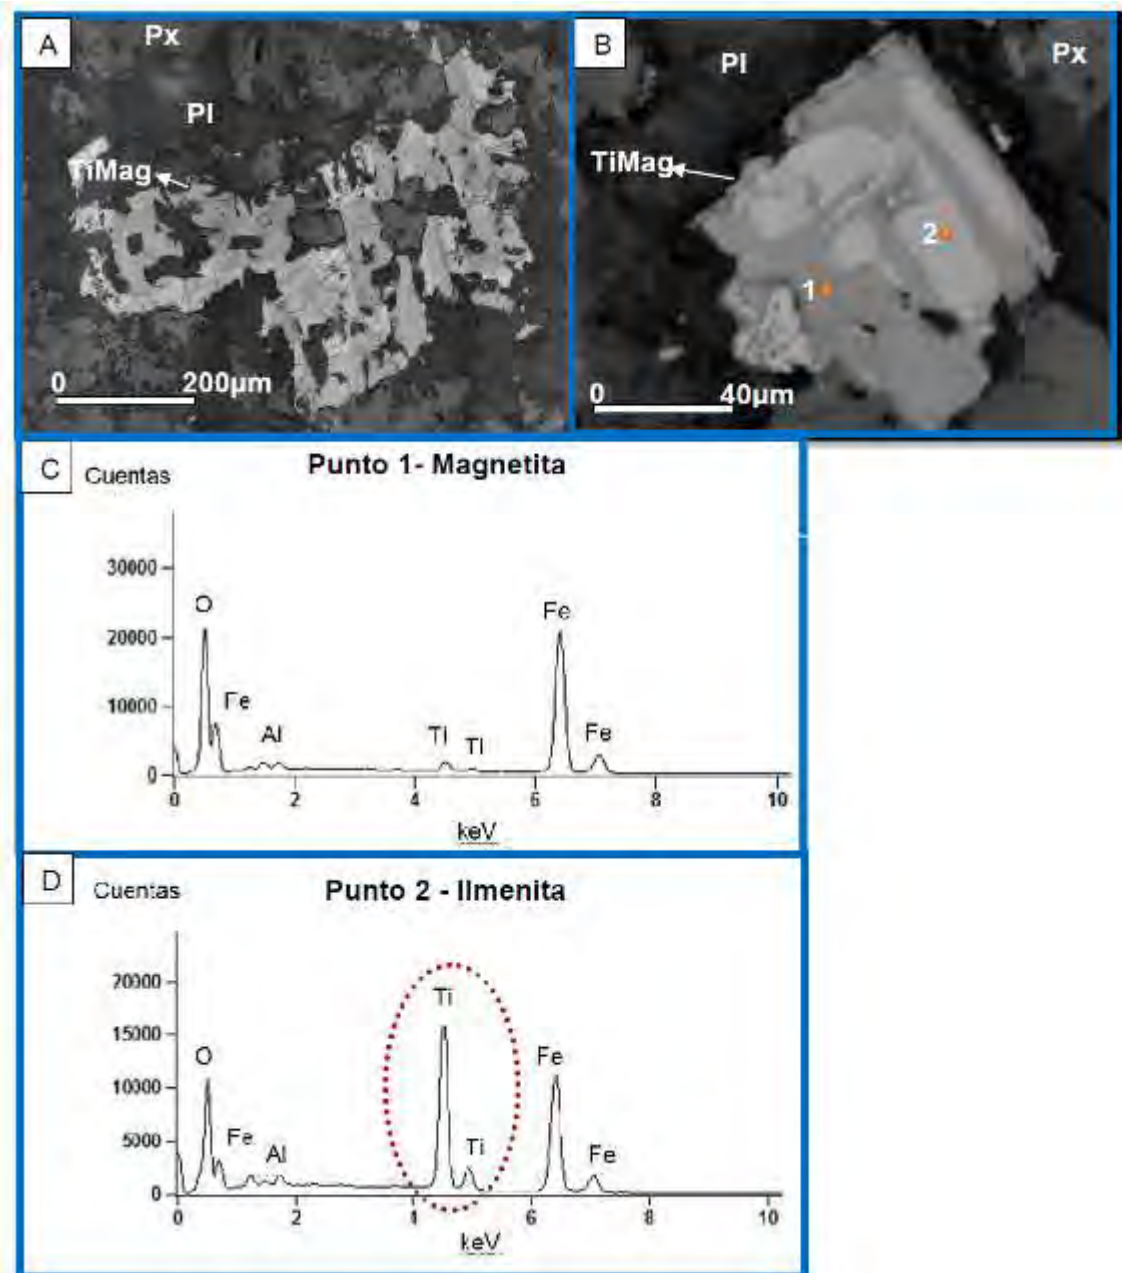 A
Px
Pl
TiMag
0 200µm
B
Pl
Px
TiMag
2
1
0 40µm
C
Cuentas
Punto 1- Magnetita
30000
20000
10000
0
O
Fe
Al
Ti
Ti
Fe
Fe
0 2 4 6 8 10
keV
D
Cuentas
Punto 2 - Ilmenita
20000
15000
10000
5000
0
O
Fe
Al
Ti
Ti
Fe
Fe
0 2 4 6 8 10
keV